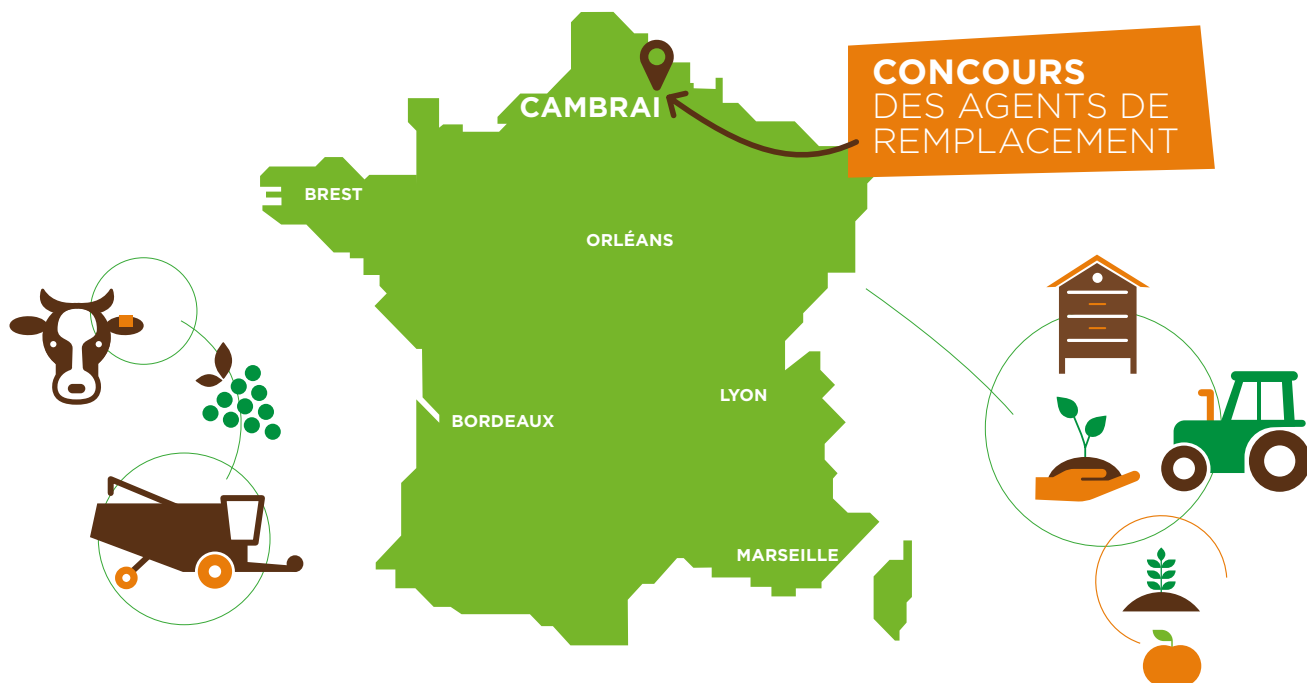 CONCOURS
DES AGENTS DE
REMPLACEMENT
CAMBRAI
BREST
ORLÉANS
LYON
BORDEAUX
MARSEILLE